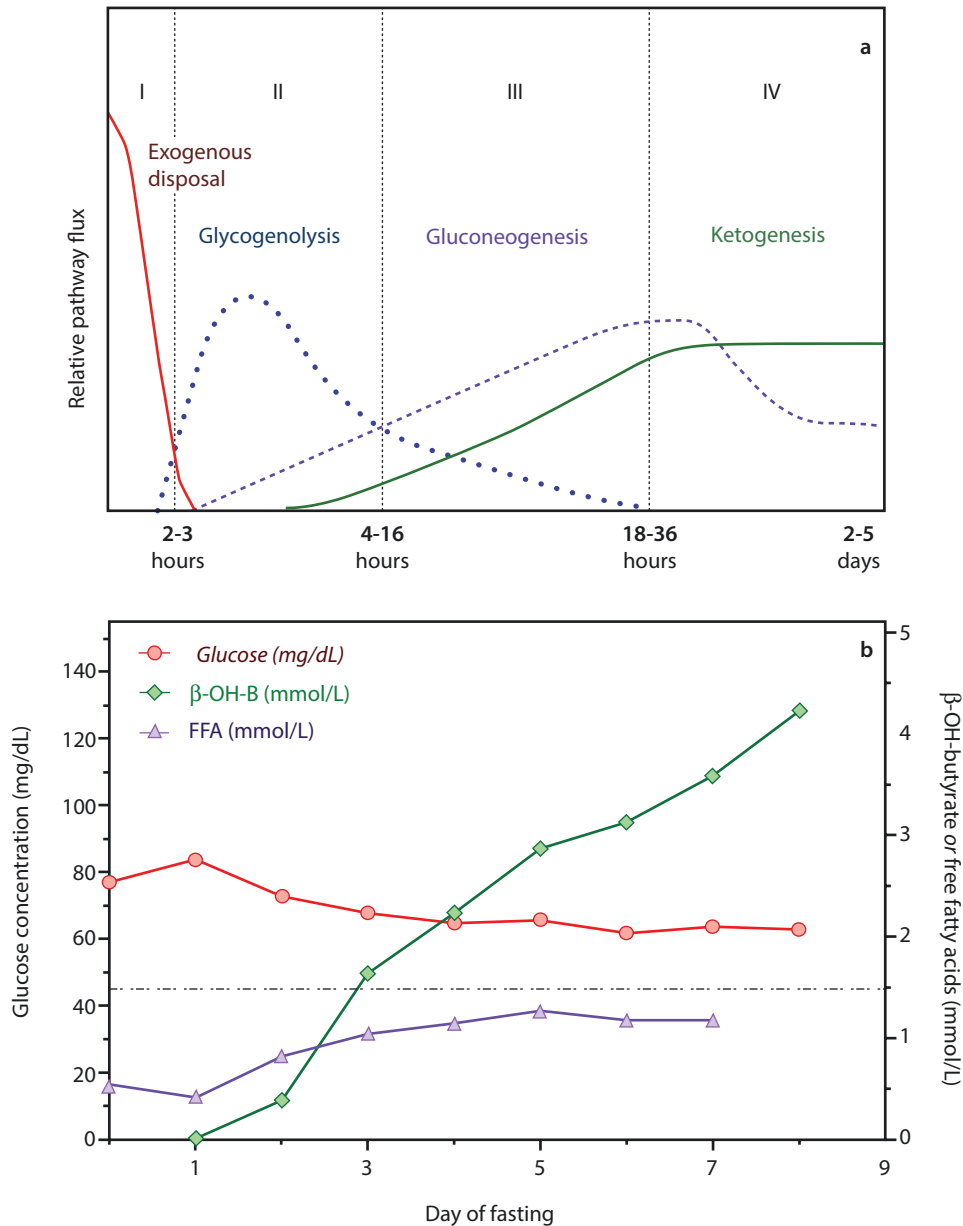 a
I
II
III
IV
Exogenous
disposal
Glycogenolysis
Gluconeogenesis
Ketogenesis
Relative pathway flux
2-3
hours
4-16
hours
18-36
hours
2-5
days
b
Glucose (mg/dL)
β-OH-B (mmol/L)
FFA (mmol/L)
140
120
100
80
60
40
20
0
Glucose concentration (mg/dL)
5
4
3
2
1
0
β-OH-butyrate or free fatty acids (mmol/L)
1
3
5
7
9
Day of fasting